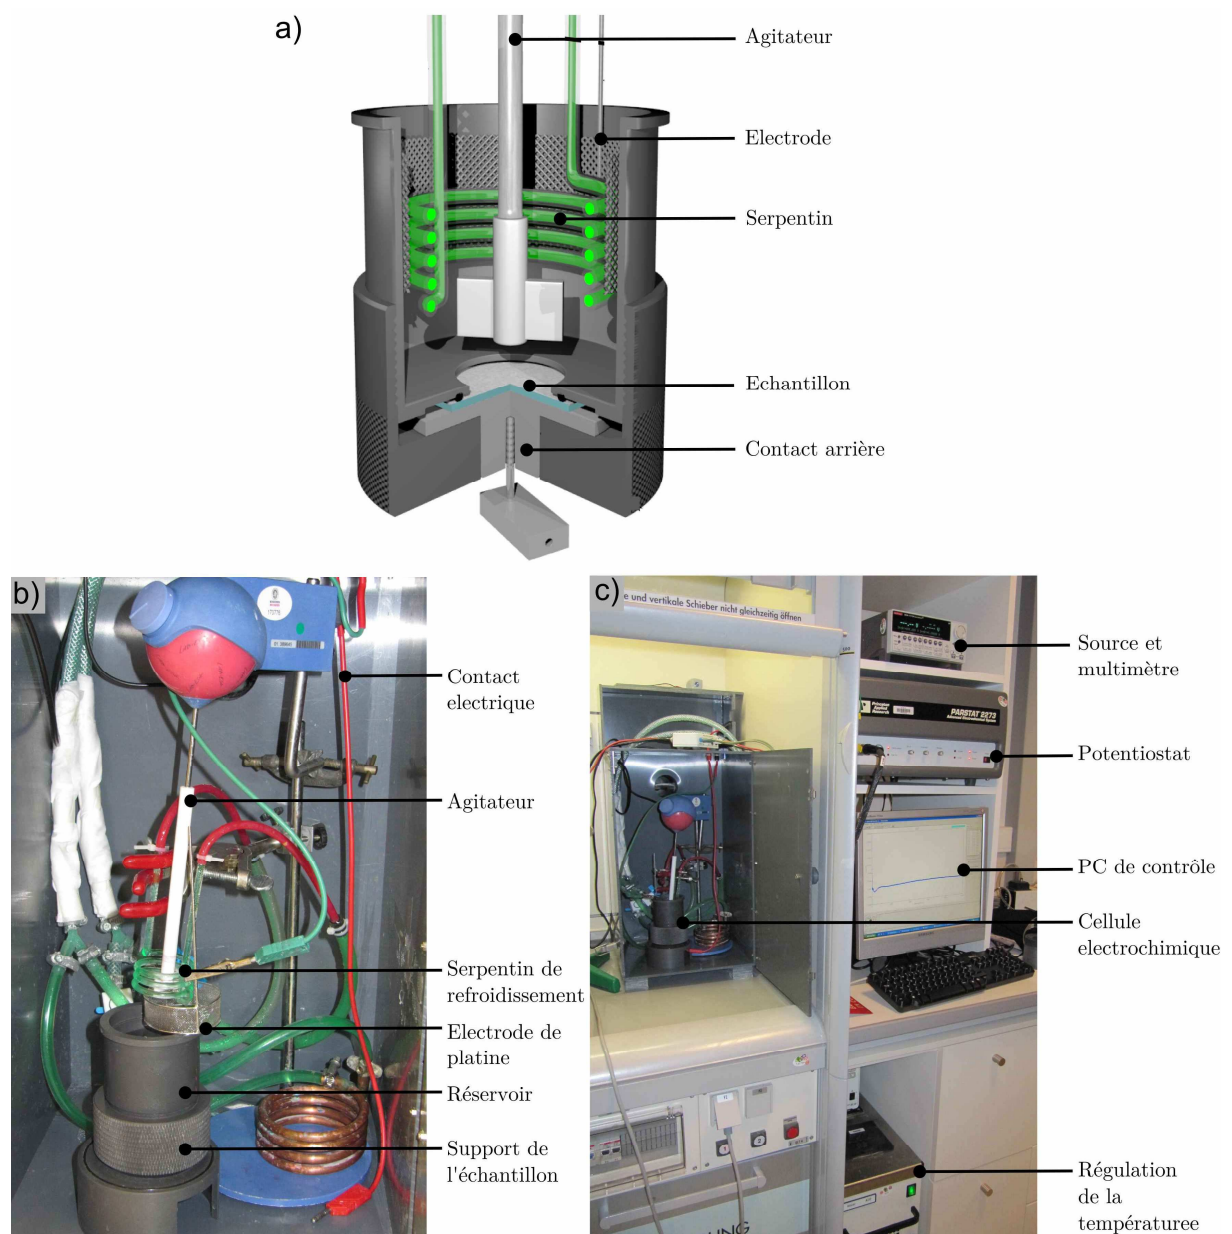 a)
Agitateur
Electrode
Serpentin
Echantillon
Contact arrière
b)
Contact
electrique
Agitateur
Serpentin de
refroidissement
Electrode de
platine
Réservoir
Support de
l'échantillon
c)
e und vertikale Schieber nicht gleichzeitig öffnen
PARSTAT 2273
Source et
multimètre
Potentiostat
PC de contrôle
Cellule
electrochimique
Régulation
de la
températuree